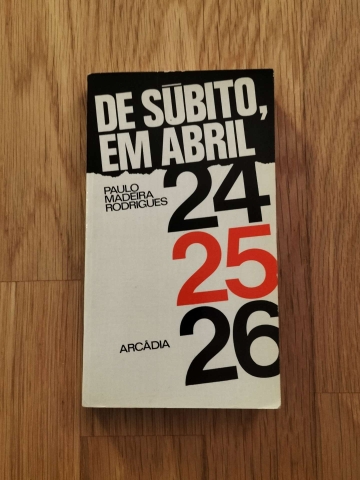 DE SÚBITO,
EM ABRIL
PAULO
MADEIRA
RODRIGUES
24
25
26
ARCÁDIA